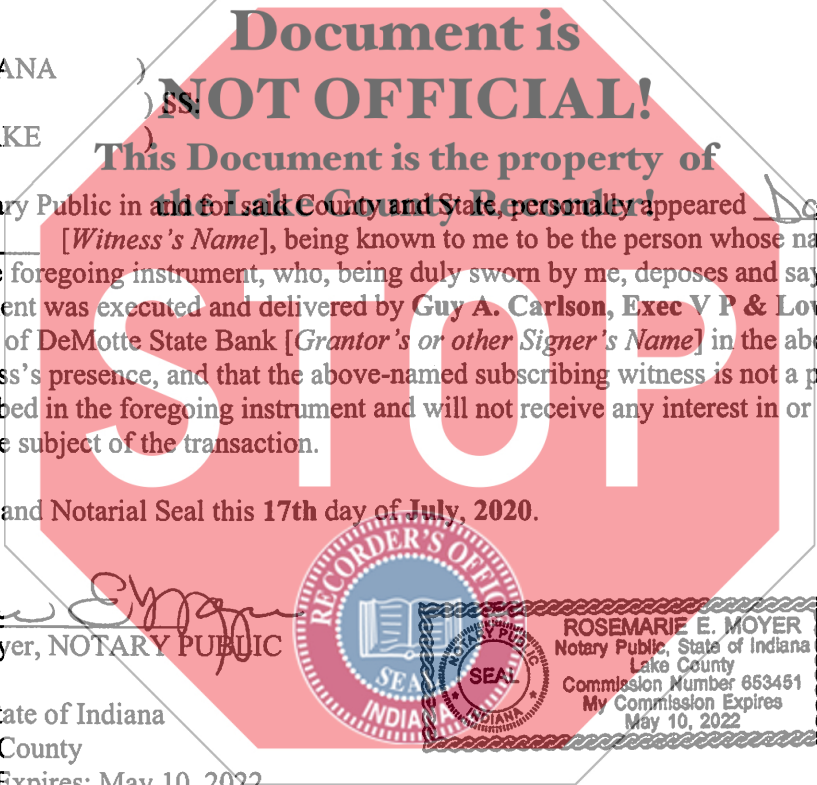 Document is
NOT OFFICIAL!
This Document is the property of
the Lake County Recorder!
ANA )
) SS:
KE )
ry Public in and for said County and State, personally appeared
[Witness's Name], being known to me to be the person whose na
foregoing instrument, who, being duly sworn by me, deposes and say
ent was executed and delivered by Guy A. Carlson, Exec V P & Lov
of DeMotte State Bank [Grantor's or other Signer's Name] in the abo
ss's presence, and that the above-named subscribing witness is not a p
bed in the foregoing instrument and will not receive any interest in or
e subject of the transaction.
STOP
and Notarial Seal this 17th day of July, 2020.
yer, NOTARY PUBLIC
tate of Indiana
County
Expires: May 10, 2022
RECORDER'S OFFICE
SEAL
INDIANA
NOTARY PUBLIC
SEAL
INDIANA
ROSEMARIE E. MOYER
Notary Public, State of Indiana
Lake County
Commission Number 653451
My Commission Expires
May 10, 2022